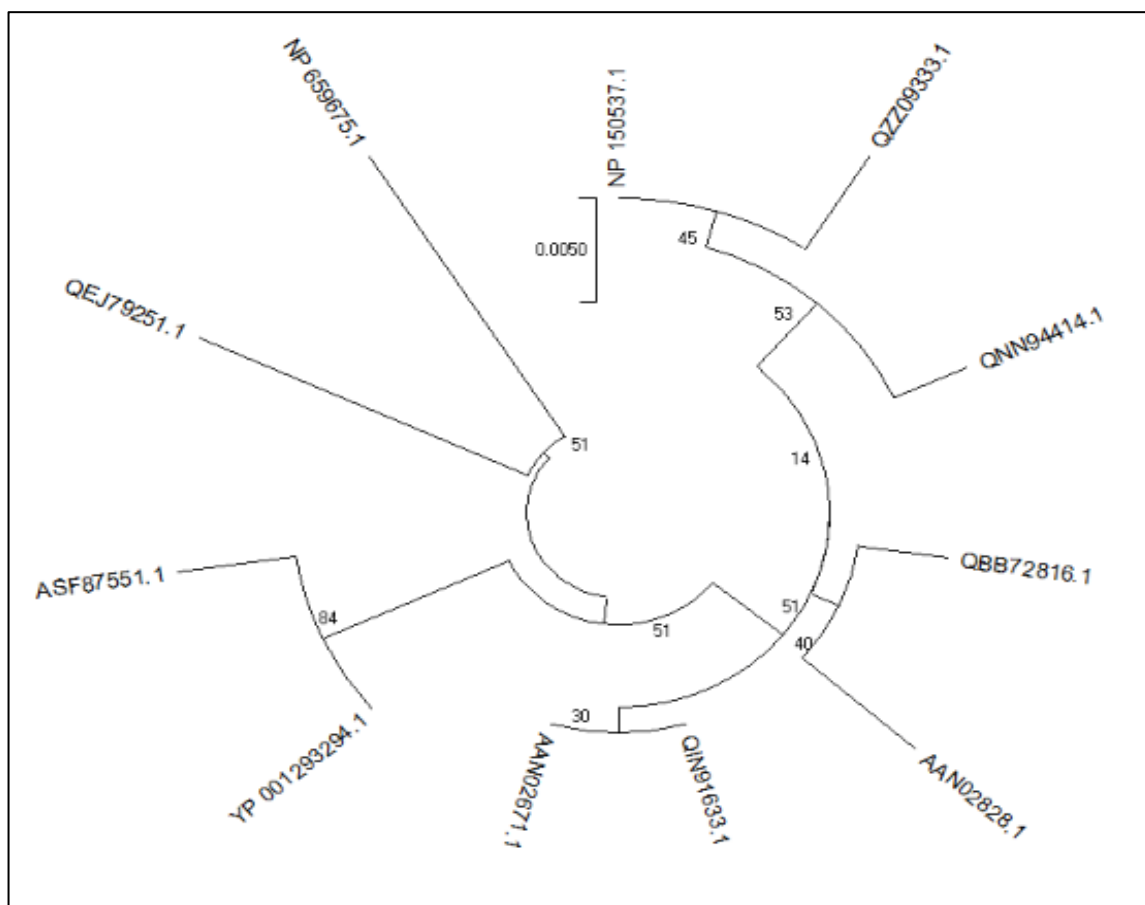 NP 659675.1
NP 150537.1
QZZ09333.1
0.0050
45
53
QEJ79251.1
QNN94414.1
51
14
ASF87551.1
QBB72816.1
84
51
51
40
YP 001293294.1
30
AAN02671.1
QIN91633.1
AAN02828.1